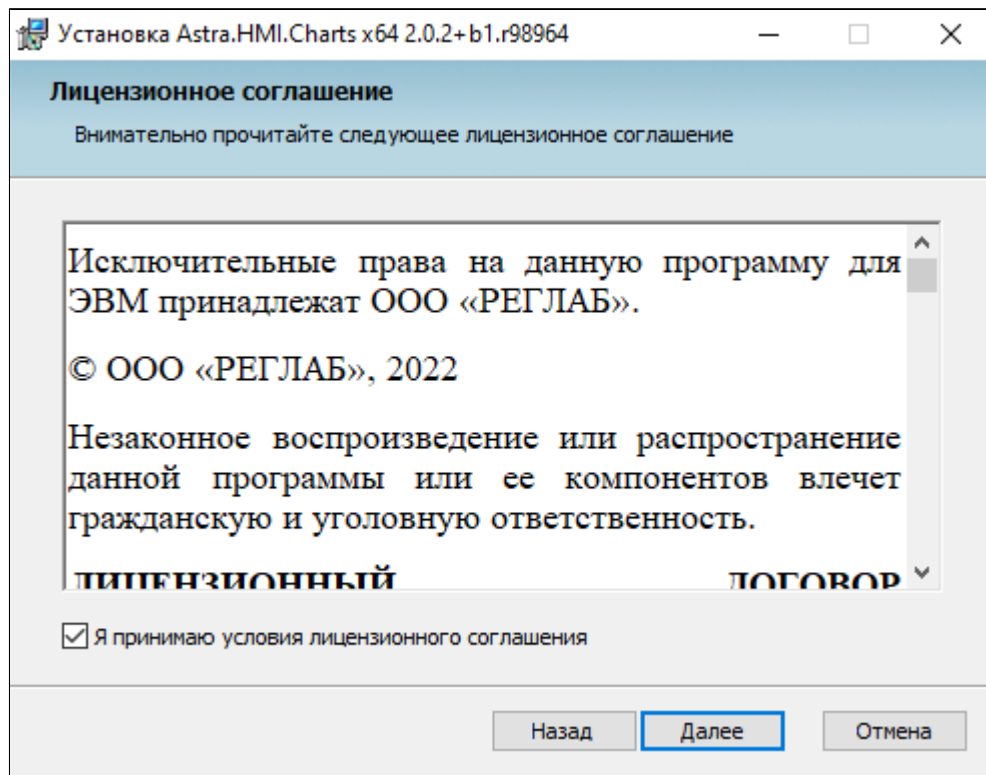 Установка Astra.HMI.Charts x64 2.0.2+b1.r98964
Лицензионное соглашение
Внимательно прочитайте следующее лицензионное соглашение
Исключительные права на данную программу для
ЭВМ принадлежат ООО «РЕГЛАБ».
© ООО «РЕГЛАБ», 2022
Незаконное воспроизведение или распространение
данной программы или ее компонентов влечет
гражданскую и уголовную ответственность.
ЛИЦЕНЗИОННЫЙ ДОГОВОР
Я принимаю условия лицензионного соглашения
Назад Далее Отмена